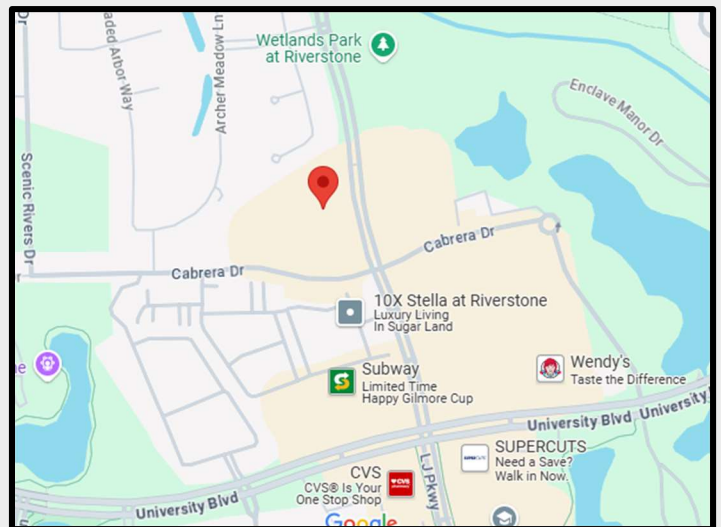 Dr
aded Arbor Way
Archer Meadow Ln
Wetlands Park
at Riverstone
Enclave Manor Dr
Scenic Rivers Dr
Cabrera Dr
Cabrera Dr
10X Stella at Riverstone
Luxury Living
In Sugar Land
Subway
Limited Time
Happy Gilmore Cup
Wendy's
Taste the Difference
University Blvd
University
SUPERCUTS
Need a Save?
Walk in Now.
CVS
CVS® Is Your
One Stop Shop
LJ Pkwy
University Blvd
Google